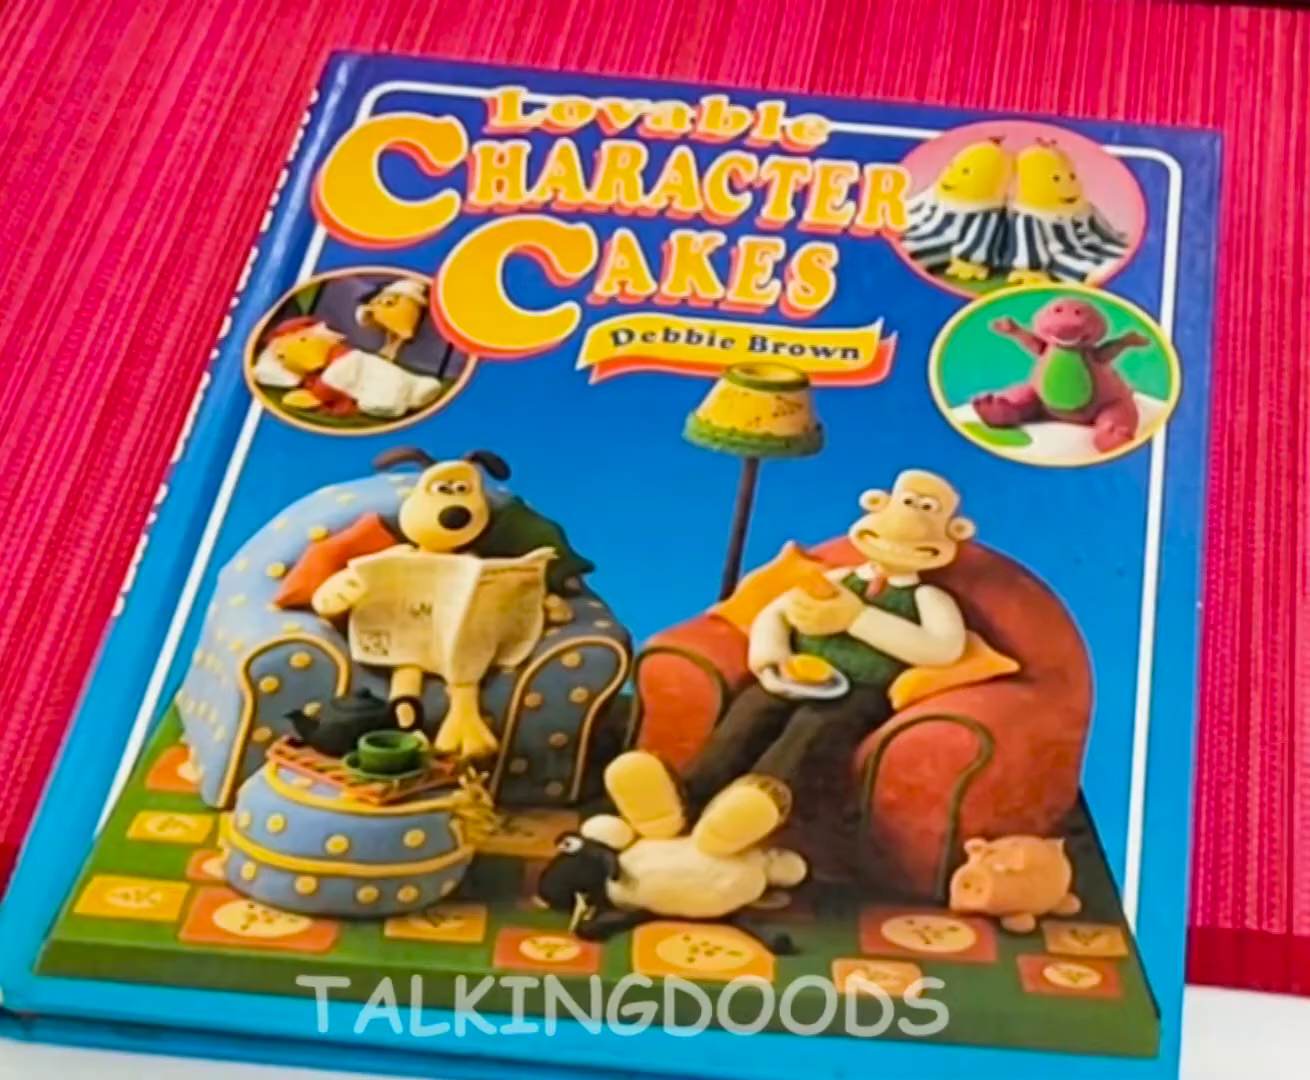 Lovable
CHARACTER
CAKES
Debbie Brown
TALKINGDOODS